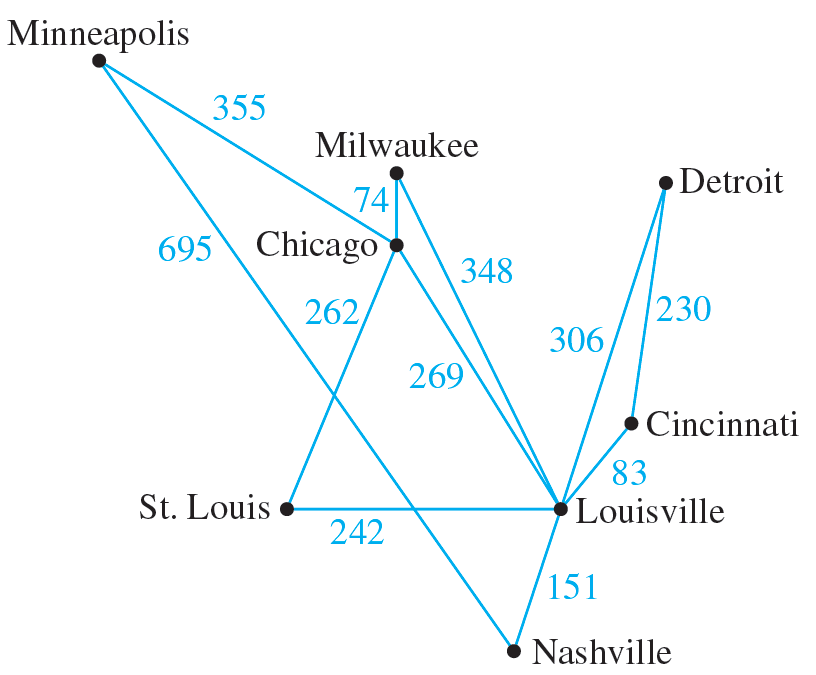 Minneapolis
355
Milwaukee
74
Detroit
Chicago
695
348
262
230
306
269
Cincinnati
83
St. Louis
Louisville
242
151
Nashville